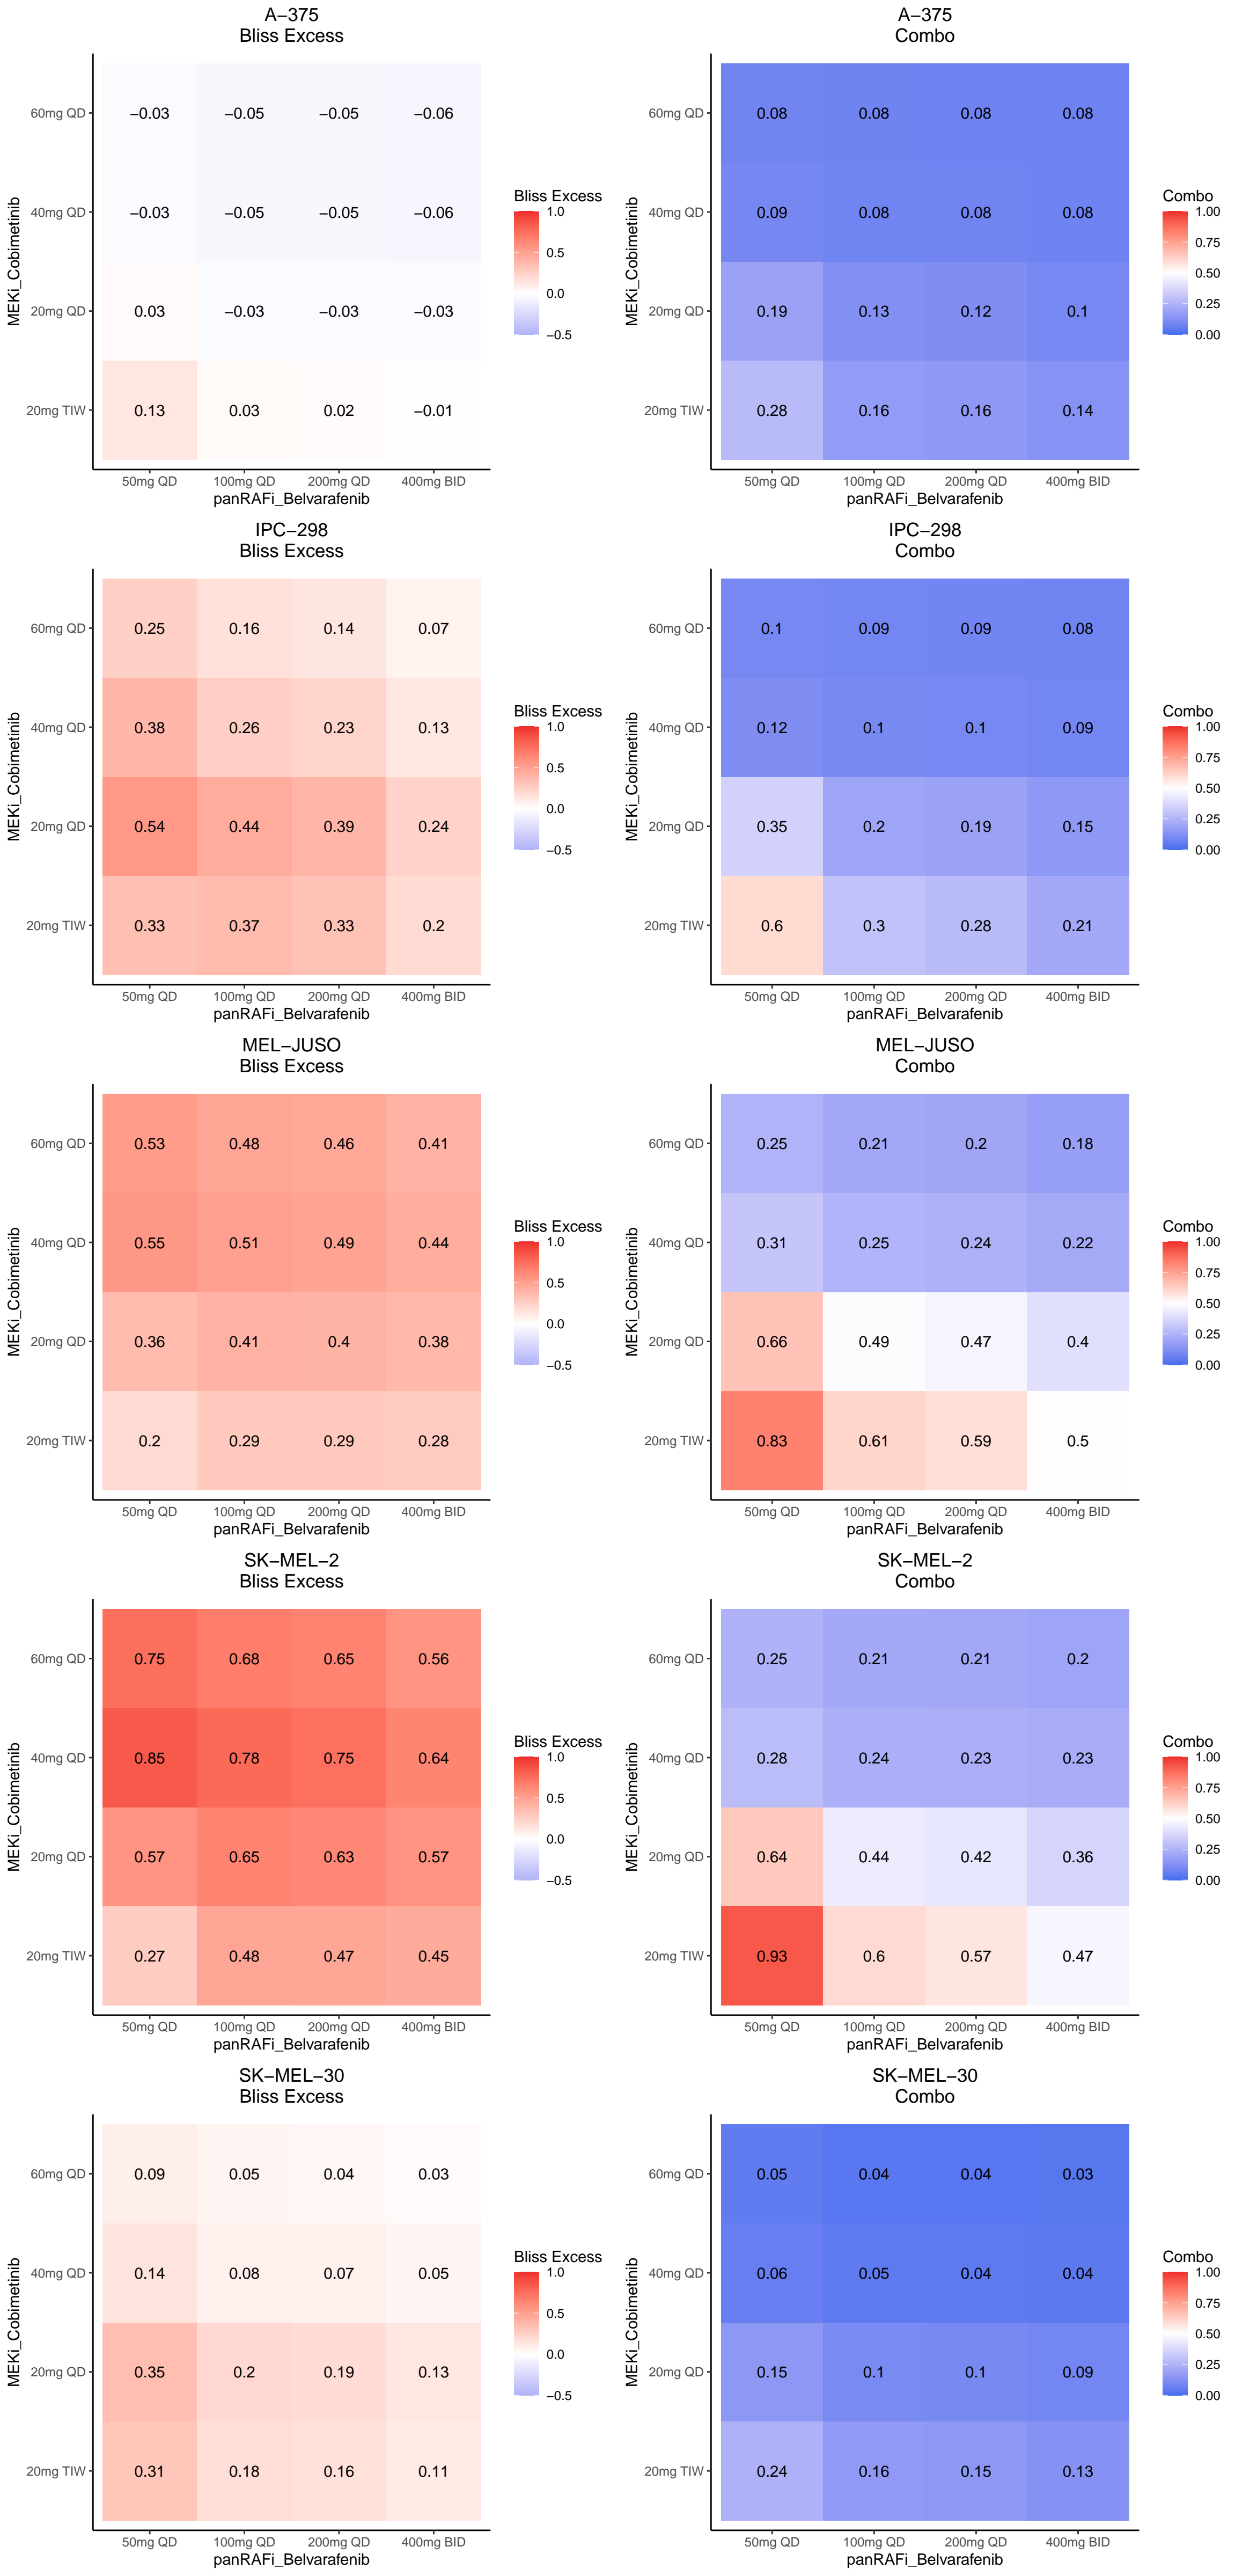 A−375
Bliss Excess
60mg QD
−0.03 −0.05 −0.05 −0.06
40mg QD
−0.03 −0.05 −0.05 −0.06
20mg QD
0.03 −0.03 −0.03 −0.03
20mg TIW
0.13 0.03 0.02 −0.01
50mg QD 100mg QD 200mg QD 400mg BID
panRAFi_Belvarafenib
MEKi_Cobimetinib
Bliss Excess
1.0
0.5
0.0
−0.5
A−375
Combo
60mg QD
0.08 0.08 0.08 0.08
40mg QD
0.09 0.08 0.08 0.08
20mg QD
0.19 0.13 0.12 0.1
20mg TIW
0.28 0.16 0.16 0.14
50mg QD 100mg QD 200mg QD 400mg BID
panRAFi_Belvarafenib
MEKi_Cobimetinib
Combo
1.00
0.75
0.50
0.25
0.00
IPC−298
Bliss Excess
60mg QD
0.25 0.16 0.14 0.07
40mg QD
0.38 0.26 0.23 0.13
20mg QD
0.54 0.44 0.39 0.24
20mg TIW
0.33 0.37 0.33 0.2
50mg QD 100mg QD 200mg QD 400mg BID
panRAFi_Belvarafenib
MEKi_Cobimetinib
Bliss Excess
1.0
0.5
0.0
−0.5
IPC−298
Combo
60mg QD
0.1 0.09 0.09 0.08
40mg QD
0.12 0.1 0.1 0.09
20mg QD
0.35 0.2 0.19 0.15
20mg TIW
0.6 0.3 0.28 0.21
50mg QD 100mg QD 200mg QD 400mg BID
panRAFi_Belvarafenib
MEKi_Cobimetinib
Combo
1.00
0.75
0.50
0.25
0.00
MEL−JUSO
Bliss Excess
60mg QD
0.53 0.48 0.46 0.41
40mg QD
0.55 0.51 0.49 0.44
20mg QD
0.36 0.41 0.4 0.38
20mg TIW
0.2 0.29 0.29 0.28
50mg QD 100mg QD 200mg QD 400mg BID
panRAFi_Belvarafenib
MEKi_Cobimetinib
Bliss Excess
1.0
0.5
0.0
−0.5
MEL−JUSO
Combo
60mg QD
0.25 0.21 0.2 0.18
40mg QD
0.31 0.25 0.24 0.22
20mg QD
0.66 0.49 0.47 0.4
20mg TIW
0.83 0.61 0.59 0.5
50mg QD 100mg QD 200mg QD 400mg BID
panRAFi_Belvarafenib
MEKi_Cobimetinib
Combo
1.00
0.75
0.50
0.25
0.00
SK−MEL−2
Bliss Excess
60mg QD
0.75 0.68 0.65 0.56
40mg QD
0.85 0.78 0.75 0.64
20mg QD
0.57 0.65 0.63 0.57
20mg TIW
0.27 0.48 0.47 0.45
50mg QD 100mg QD 200mg QD 400mg BID
panRAFi_Belvarafenib
MEKi_Cobimetinib
Bliss Excess
1.0
0.5
0.0
−0.5
SK−MEL−2
Combo
60mg QD
0.25 0.21 0.21 0.2
40mg QD
0.28 0.24 0.23 0.23
20mg QD
0.64 0.44 0.42 0.36
20mg TIW
0.93 0.6 0.57 0.47
50mg QD 100mg QD 200mg QD 400mg BID
panRAFi_Belvarafenib
MEKi_Cobimetinib
Combo
1.00
0.75
0.50
0.25
0.00
SK−MEL−30
Bliss Excess
60mg QD
0.09 0.05 0.04 0.03
40mg QD
0.14 0.08 0.07 0.05
20mg QD
0.35 0.2 0.19 0.13
20mg TIW
0.31 0.18 0.16 0.11
50mg QD 100mg QD 200mg QD 400mg BID
panRAFi_Belvarafenib
MEKi_Cobimetinib
Bliss Excess
1.0
0.5
0.0
−0.5
SK−MEL−30
Combo
60mg QD
0.05 0.04 0.04 0.03
40mg QD
0.06 0.05 0.04 0.04
20mg QD
0.15 0.1 0.1 0.09
20mg TIW
0.24 0.16 0.15 0.13
50mg QD 100mg QD 200mg QD 400mg BID
panRAFi_Belvarafenib
MEKi_Cobimetinib
Combo
1.00
0.75
0.50
0.25
0.00